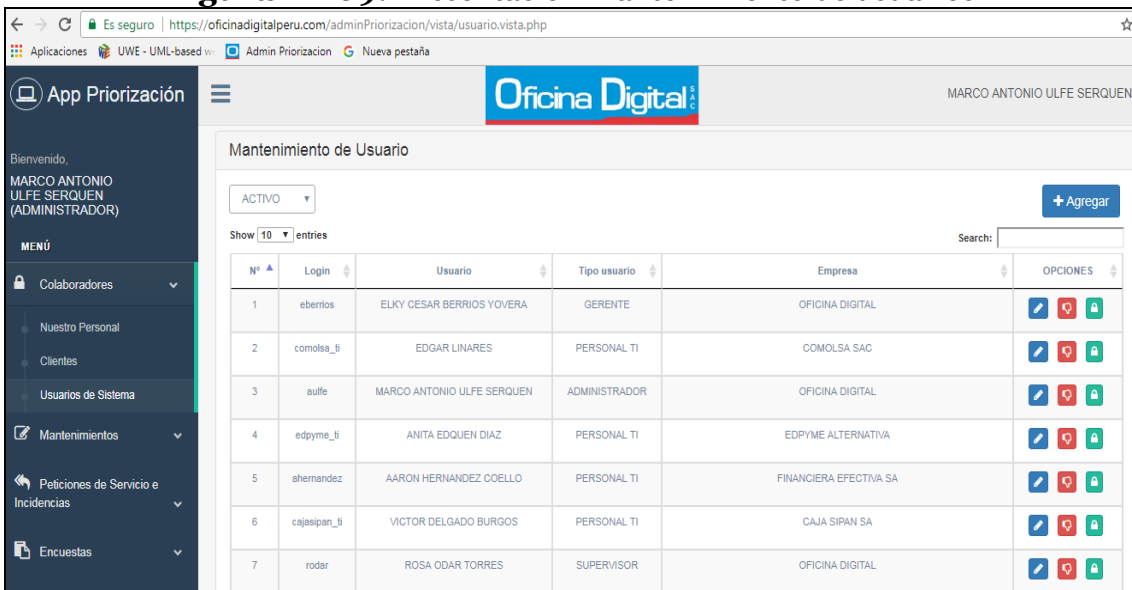 Es seguro | https://oficinadigitalperu.com/adminPriorizacion/vista/usuario.vista.php
Aplicaciones UWE - UML-based w Admin Priorizacion Nueva pestaña
App Priorización
Oficina Digital SAC
MARCO ANTONIO ULFE SERQUEN
Bienvenido,
MARCO ANTONIO
ULFE SERQUEN
(ADMINISTRADOR)
MENÚ
Colaboradores
Nuestro Personal
Clientes
Usuarios de Sistema
Mantenimientos
Peticiones de Servicio e
Incidencias
Encuestas
Mantenimiento de Usuario
ACTIVO
Agregar
Show 10 entries
Search:
Nº Login Usuario Tipo usuario Empresa OPCIONES
1 eberrios ELKY CESAR BERRIOS YOVERA GERENTE OFICINA DIGITAL
2 comolsa_ti EDGAR LINARES PERSONAL TI COMOLSA SAC
3 aulfe MARCO ANTONIO ULFE SERQUEN ADMINISTRADOR OFICINA DIGITAL
4 edpyme_ti ANITA EDQUEN DIAZ PERSONAL TI EDPYME ALTERNATIVA
5 ahernandez AARON HERNANDEZ COELLO PERSONAL TI FINANCIERA EFECTIVA SA
6 cajasipan_ti VICTOR DELGADO BURGOS PERSONAL TI CAJA SIPAN SA
7 rodar ROSA ODAR TORRES SUPERVISOR OFICINA DIGITAL